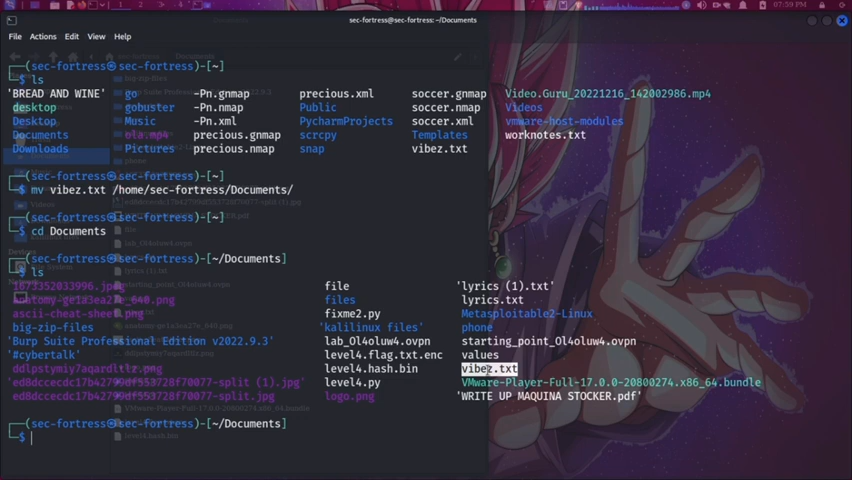 07:59 PM
sec-fortress@sec-fortress: ~/Documents
File Actions Edit View Help
┌──(sec-fortress㉿sec-fortress)-[~]
└─$ ls
'BREAD AND WINE' go -Pn.gnmap precious.xml soccer.gnmap Video.Guru_20221216_142002986.mp4
desktop gobuster -Pn.nmap Public soccer.nmap Videos
Desktop Music -Pn.xml PycharmProjects soccer.xml vmware-host-modules
Documents ola.mp4 precious.gnmap scrcpy Templates worknotes.txt
Downloads Pictures precious.nmap snap vibez.txt
┌──(sec-fortress㉿sec-fortress)-[~]
└─$ mv vibez.txt /home/sec-fortress/Documents/
┌──(sec-fortress㉿sec-fortress)-[~]
└─$ cd Documents
┌──(sec-fortress㉿sec-fortress)-[~/Documents]
└─$ ls
1673352033996.jpeg file 'lyrics (1).txt'
anatomy-ge1a3ea27e_640.png files lyrics.txt
ascii-cheat-sheet.png fixme2.py Metasploitable2-Linux
big-zip-files 'kalilinux files' phone
'Burp Suite Professional Edition v2022.9.3' lab_Ol4oluw4.ovpn starting_point_Ol4oluw4.ovpn
'#cybertalk' level4.flag.txt.enc values
ddlpstymiy7aqardltlzr.png level4.hash.bin vibez.txt
'ed8dccecdc17b42799df553728f70077-split (1).jpg' level4.py VMware-Player-Full-17.0.0-20800274.x86_64.bundle
ed8dccecdc17b42799df553728f70077-split.jpg logo.png 'WRITE UP MAQUINA STOCKER.pdf'
┌──(sec-fortress㉿sec-fortress)-[~/Documents]
└─$